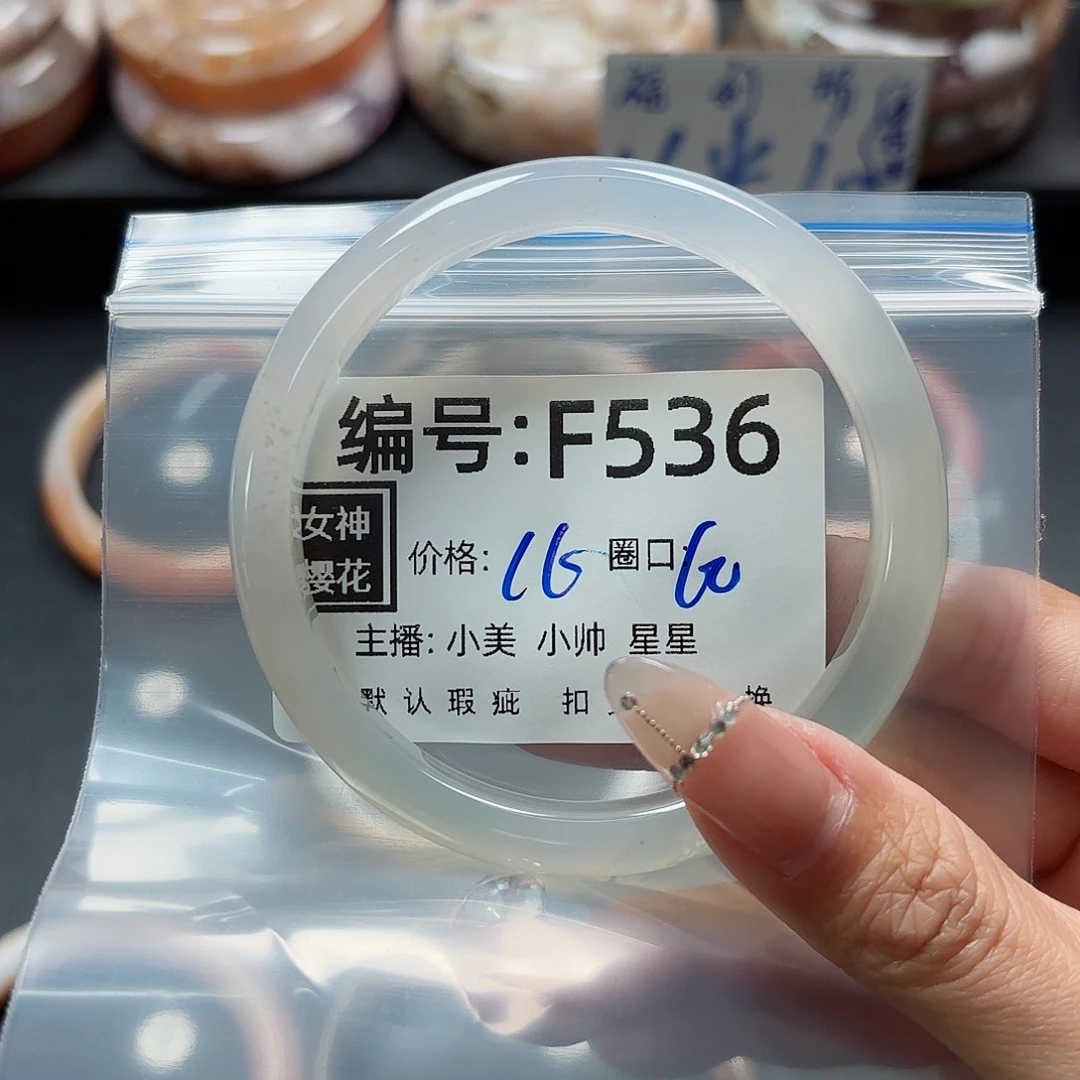 编号:F536
女神
樱花
价格: 16 圈口: 60
主播: 小美 小帅 星星
默认瑕疵 扣 换